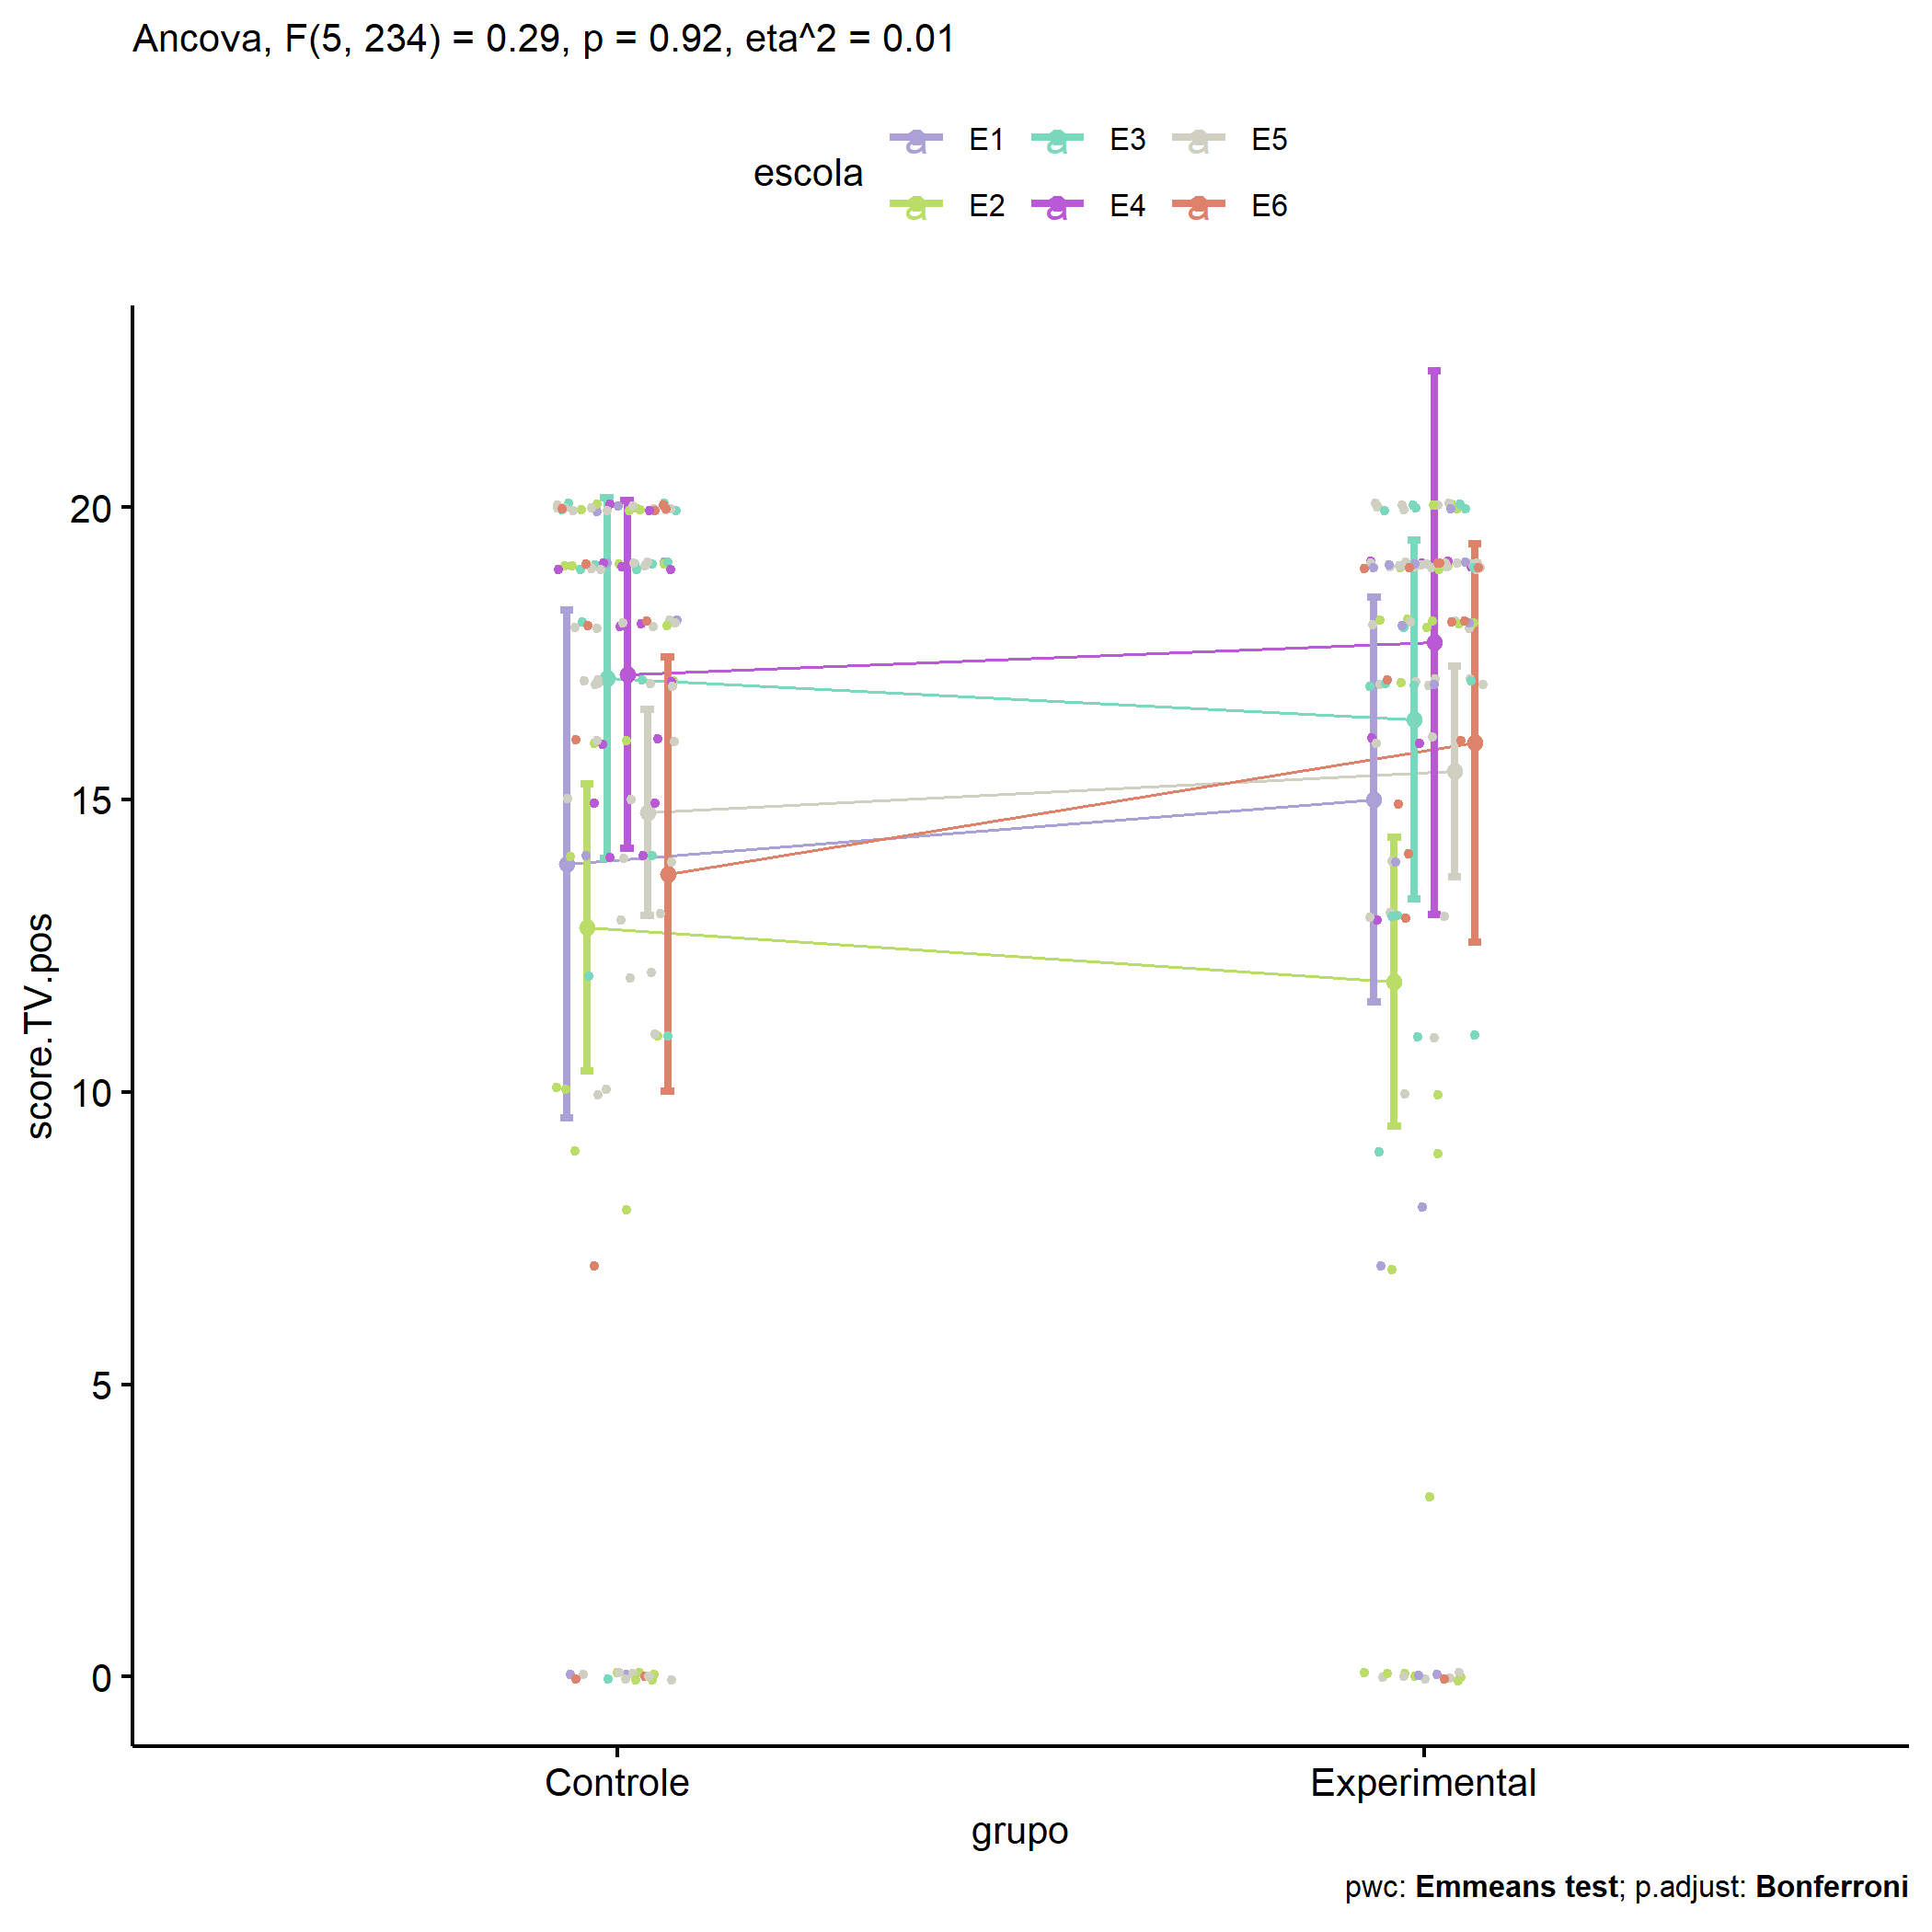 Ancova, F(5, 234) = 0.29, p = 0.92, eta^2 = 0.01
escola
a E1 a E3 a E5
a E2 a E4 a E6
score.TV.pos
20
15
10
5
0
Controle Experimental
grupo
pwc: Emmeans test; p.adjust: Bonferroni